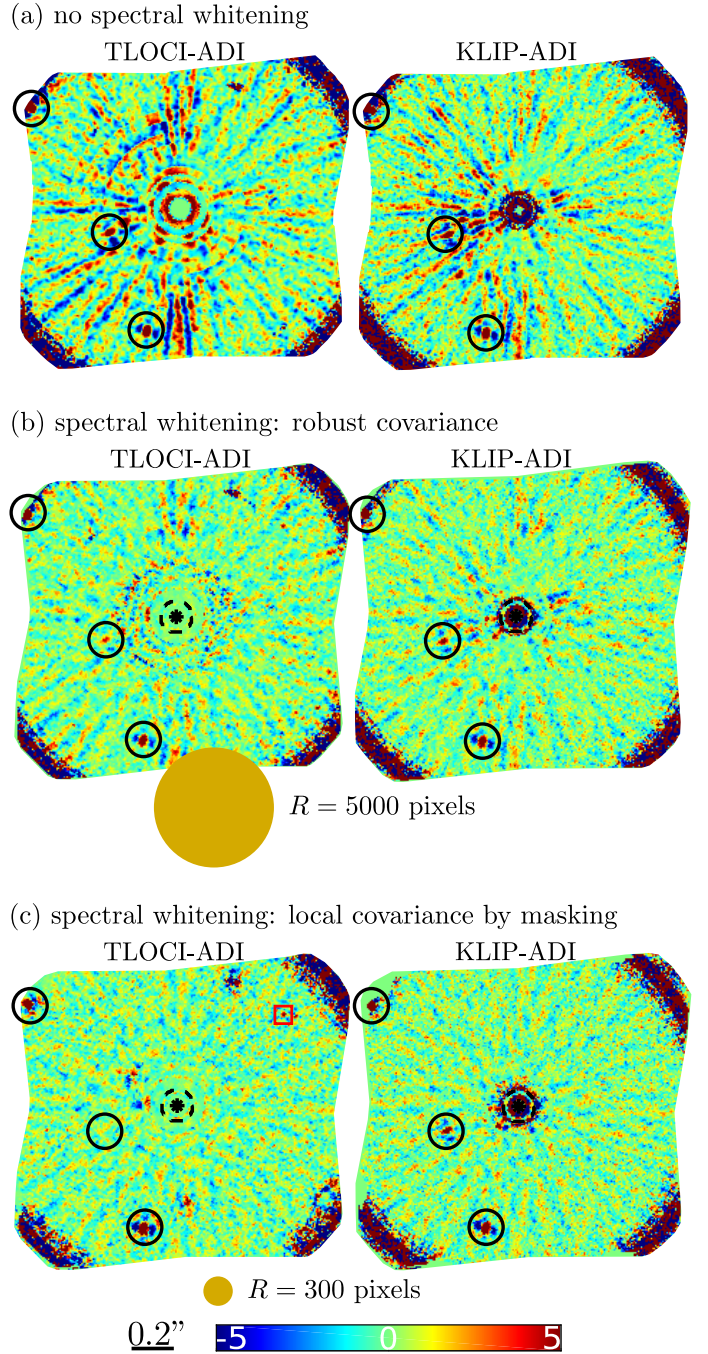 (a) no spectral whitening
TLOCI-ADI KLIP-ADI
(b) spectral whitening: robust covariance
TLOCI-ADI KLIP-ADI
R = 5000 pixels
(c) spectral whitening: local covariance by masking
TLOCI-ADI KLIP-ADI
R = 300 pixels
0.2” -5 0 5